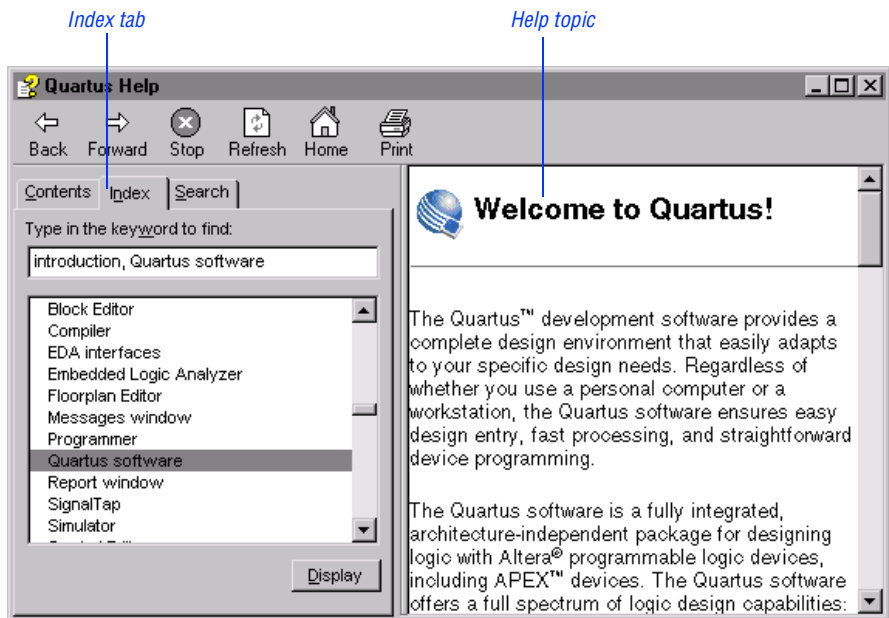 Index tab
Help topic
Quartus Help
Back Forward Stop Refresh Home Print
Contents Index Search
Type in the keyword to find:
introduction, Quartus software
Block Editor
Compiler
EDA interfaces
Embedded Logic Analyzer
Floorplan Editor
Messages window
Programmer
Quartus software
Report window
SignalTap
Simulator
Display
Welcome to Quartus!
The Quartus™ development software provides a
complete design environment that easily adapts
to your specific design needs. Regardless of
whether you use a personal computer or a
workstation, the Quartus software ensures easy
design entry, fast processing, and straightforward
device programming.
The Quartus software is a fully integrated,
architecture-independent package for designing
logic with Altera® programmable logic devices,
including APEX™ devices. The Quartus software
offers a full spectrum of logic design capabilities: